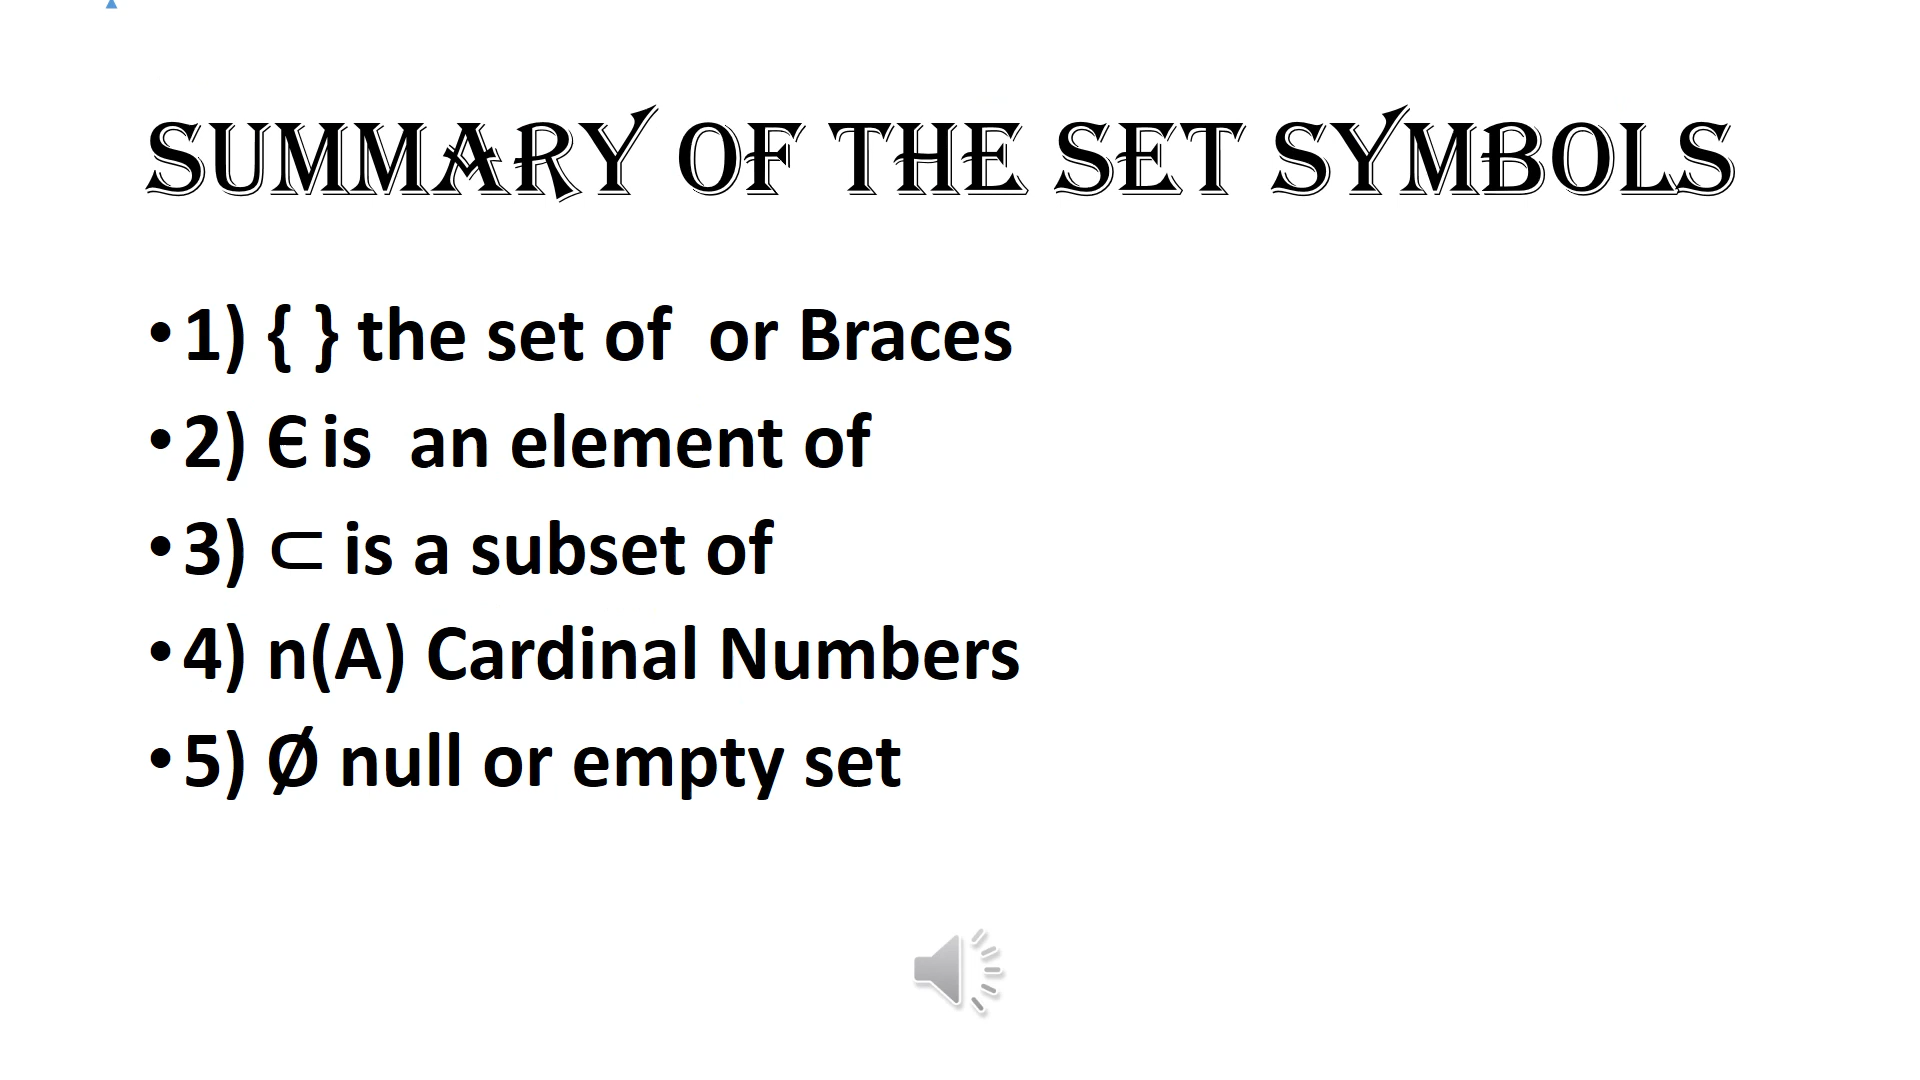 SUMMARY OF THE SET SYMBOLS
• 1) { } the set of  or Braces
• 2) Є is  an element of
• 3) ⊂ is a subset of
• 4) n(A) Cardinal Numbers
• 5) Ø null or empty set